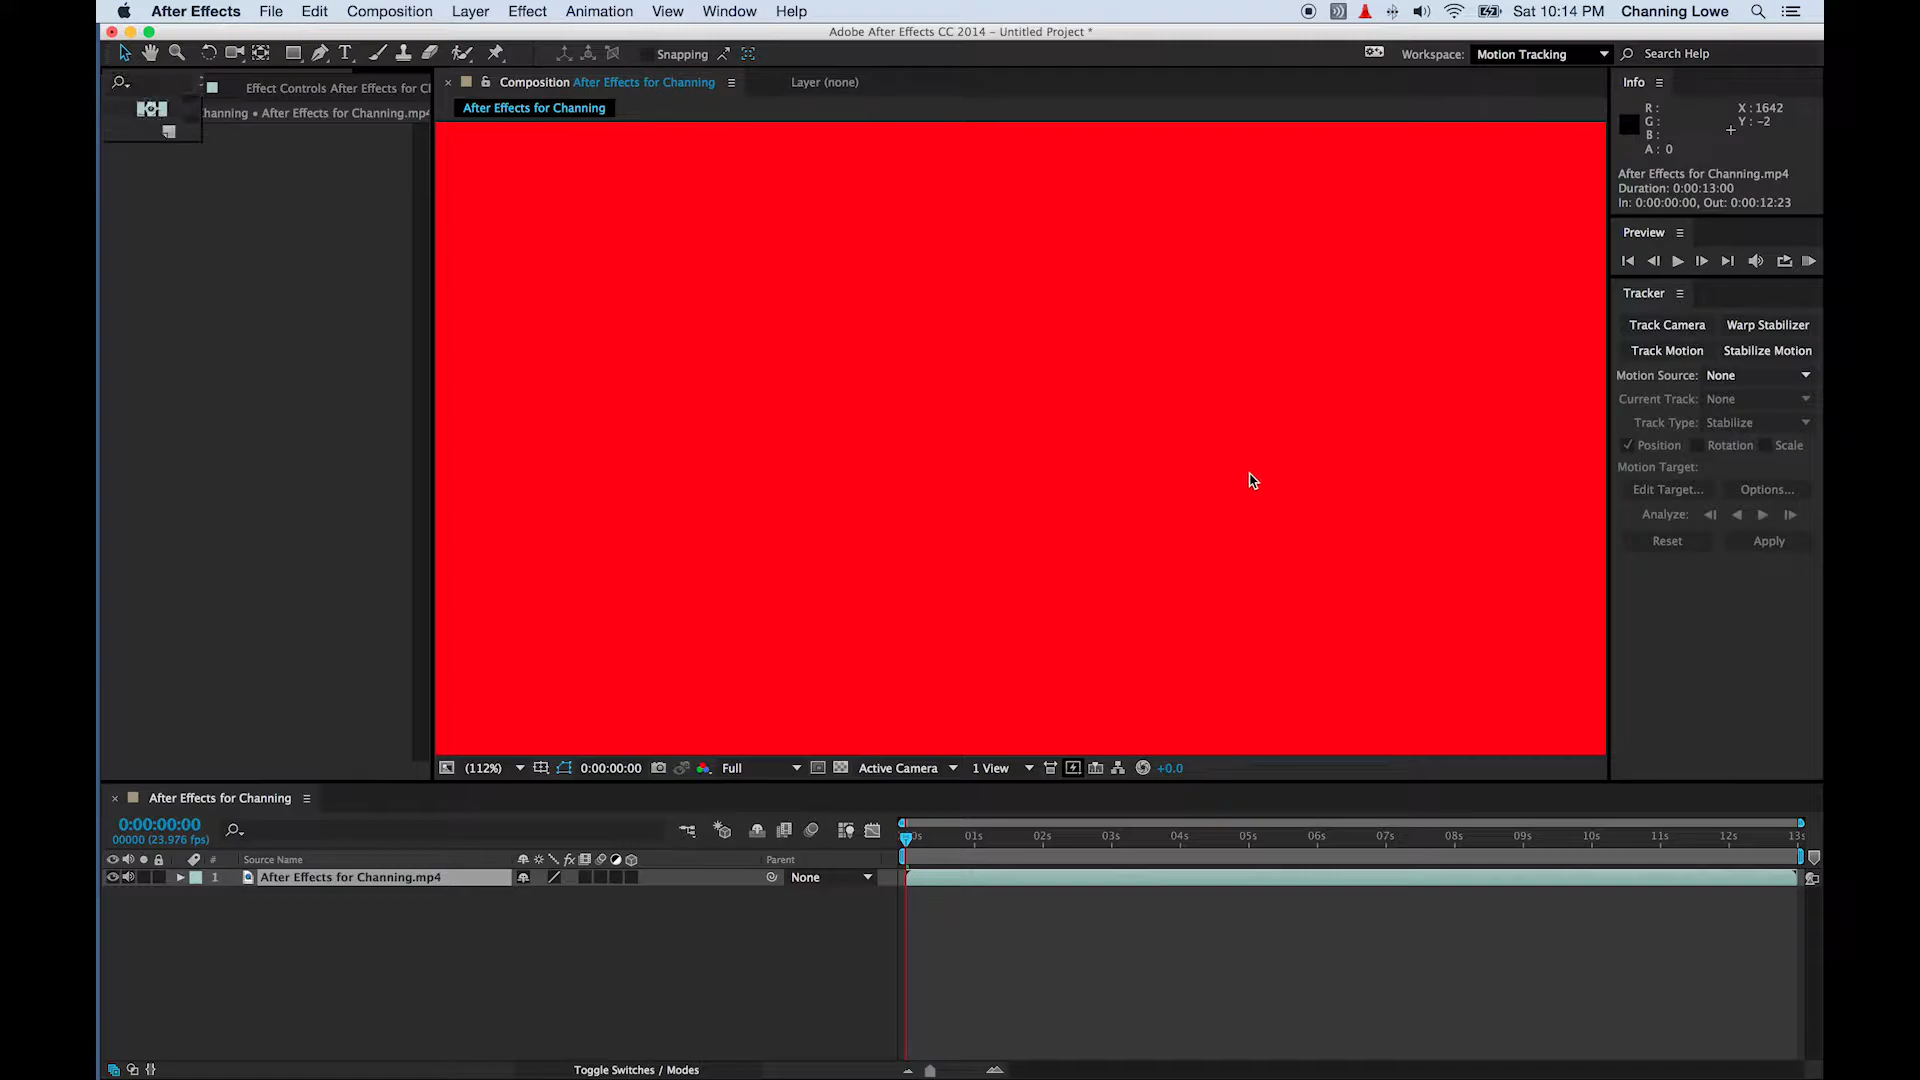 After Effects File Edit Composition Layer Effect Animation View Window Help Sat 10:14 PM Channing Lowe
Adobe After Effects CC 2014 – Untitled Project *
Snapping Workspace: Motion Tracking Search Help
Effect Controls After Effects for Cl Composition After Effects for Channing Layer (none) Info
hanning • After Effects for Channing.mp4 After Effects for Channing
R : X : 1642
G : Y : -2
B :
A : 0
After Effects for Channing.mp4
Duration: 0:00:13:00
In: 0:00:00:00, Out: 0:00:12:23
Preview
Tracker
Track Camera Warp Stabilizer
Track Motion Stabilize Motion
Motion Source: None
Current Track: None
Track Type: Stabilize
Position Rotation Scale
Motion Target:
Edit Target... Options...
Analyze:
Reset Apply
(112%) 0:00:00:00 Full Active Camera 1 View +0.0
After Effects for Channing
0:00:00:00
00000 (23.976 fps)
0s 01s 02s 03s 04s 05s 06s 07s 08s 09s 10s 11s 12s 13s
# Source Name fx Parent
1 After Effects for Channing.mp4 None
Toggle Switches / Modes